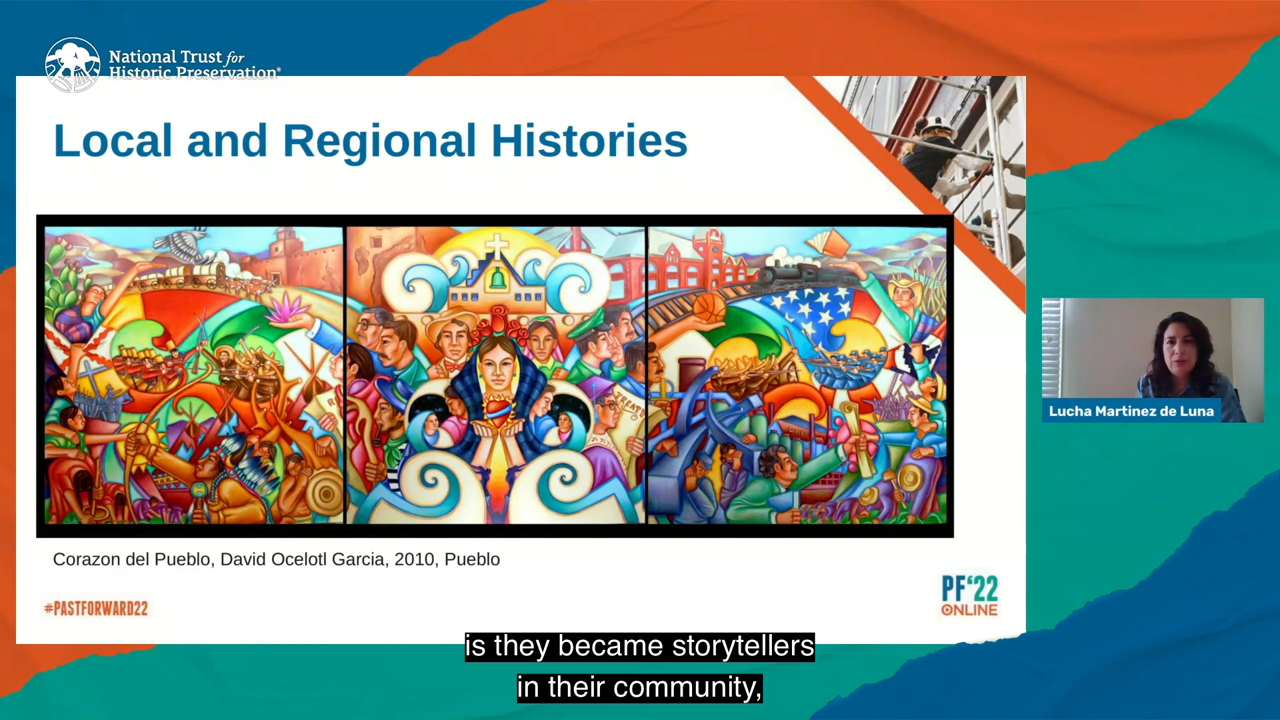 National Trust for
Historic Preservation®
Local and Regional Histories
TREATY
Lucha Martinez de Luna
Corazon del Pueblo, David Ocelotl Garcia, 2010, Pueblo
#PASTFORWARD22
PF‘22
ONLINE
is they became storytellers
in their community,